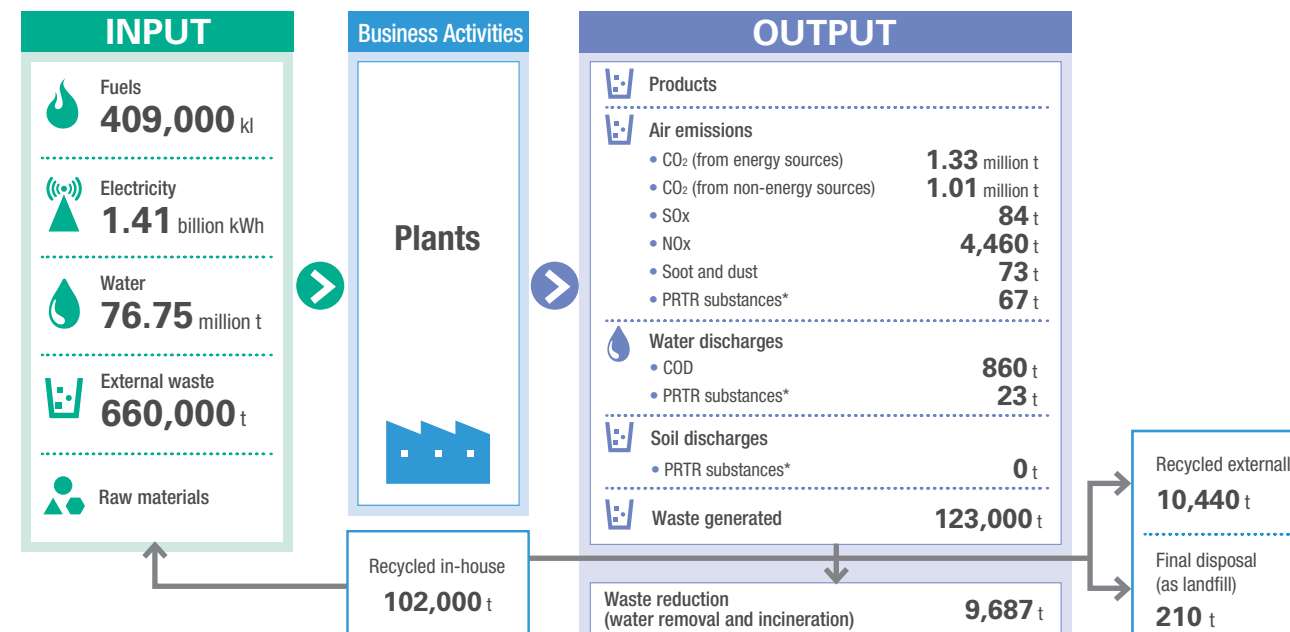 INPUT
Fuels
409,000 kl
Electricity
1.41 billion kWh
Water
76.75 million t
External waste
660,000 t
Raw materials
Business Activities
Plants
OUTPUT
Products
Air emissions
• CO2 (from energy sources) 1.33 million t
• CO2 (from non-energy sources) 1.01 million t
• SOx 84 t
• NOx 4,460 t
• Soot and dust 73 t
• PRTR substances* 67 t
Water discharges
• COD 860 t
• PRTR substances* 23 t
Soil discharges
• PRTR substances* 0 t
Waste generated 123,000 t
Recycled in-house
102,000 t
Waste reduction
(water removal and incineration) 9,687 t
Recycled externall
10,440 t
Final disposal
(as landfill)
210 t